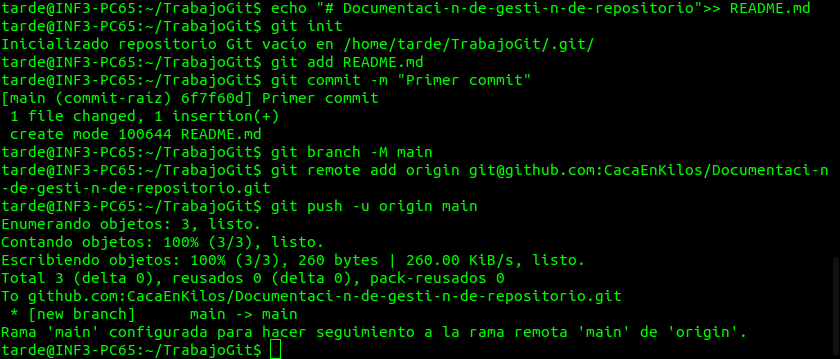 tarde@INF3-PC65:~/TrabajoGit$ echo "# Documentaci-n-de-gesti-n-de-repositorio">> README.md
tarde@INF3-PC65:~/TrabajoGit$ git init
Inicializado repositorio Git vacío en /home/tarde/TrabajoGit/.git/
tarde@INF3-PC65:~/TrabajoGit$ git add README.md
tarde@INF3-PC65:~/TrabajoGit$ git commit -m "Primer commit"
[main (commit-raíz) 6f7f60d] Primer commit
 1 file changed, 1 insertion(+)
 create mode 100644 README.md
tarde@INF3-PC65:~/TrabajoGit$ git branch -M main
tarde@INF3-PC65:~/TrabajoGit$ git remote add origin git@github.com:CacaEnKilos/Documentaci-n
-de-gesti-n-de-repositorio.git
tarde@INF3-PC65:~/TrabajoGit$ git push -u origin main
Enumerando objetos: 3, listo.
Contando objetos: 100% (3/3), listo.
Escribiendo objetos: 100% (3/3), 260 bytes | 260.00 KiB/s, listo.
Total 3 (delta 0), reusados 0 (delta 0), pack-reusados 0
To github.com:CacaEnKilos/Documentaci-n-de-gesti-n-de-repositorio.git
 * [new branch]      main -> main
Rama 'main' configurada para hacer seguimiento a la rama remota 'main' de 'origin'.
tarde@INF3-PC65:~/TrabajoGit$